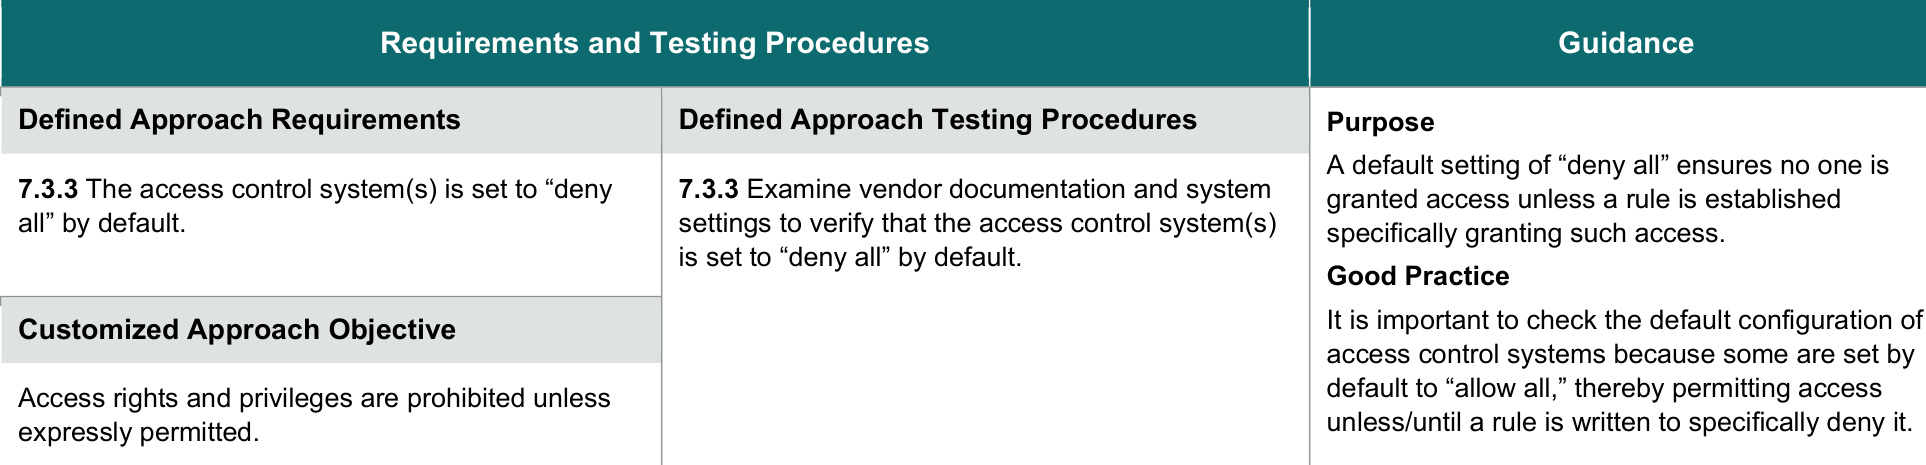 Requirements and Testing Procedures
Guidance
Defined Approach Requirements
7.3.3 The access control system(s) is set to “deny
all” by default.
Customized Approach Objective
Access rights and privileges are prohibited unless
expressly permitted.
Defined Approach Testing Procedures
7.3.3 Examine vendor documentation and system
settings to verify that the access control system(s)
is set to “deny all” by default.
Purpose
A default setting of “deny all” ensures no one is
granted access unless a rule is established
specifically granting such access.
Good Practice
It is important to check the default configuration of
access control systems because some are set by
default to “allow all,” thereby permitting access
unless/until a rule is written to specifically deny it.